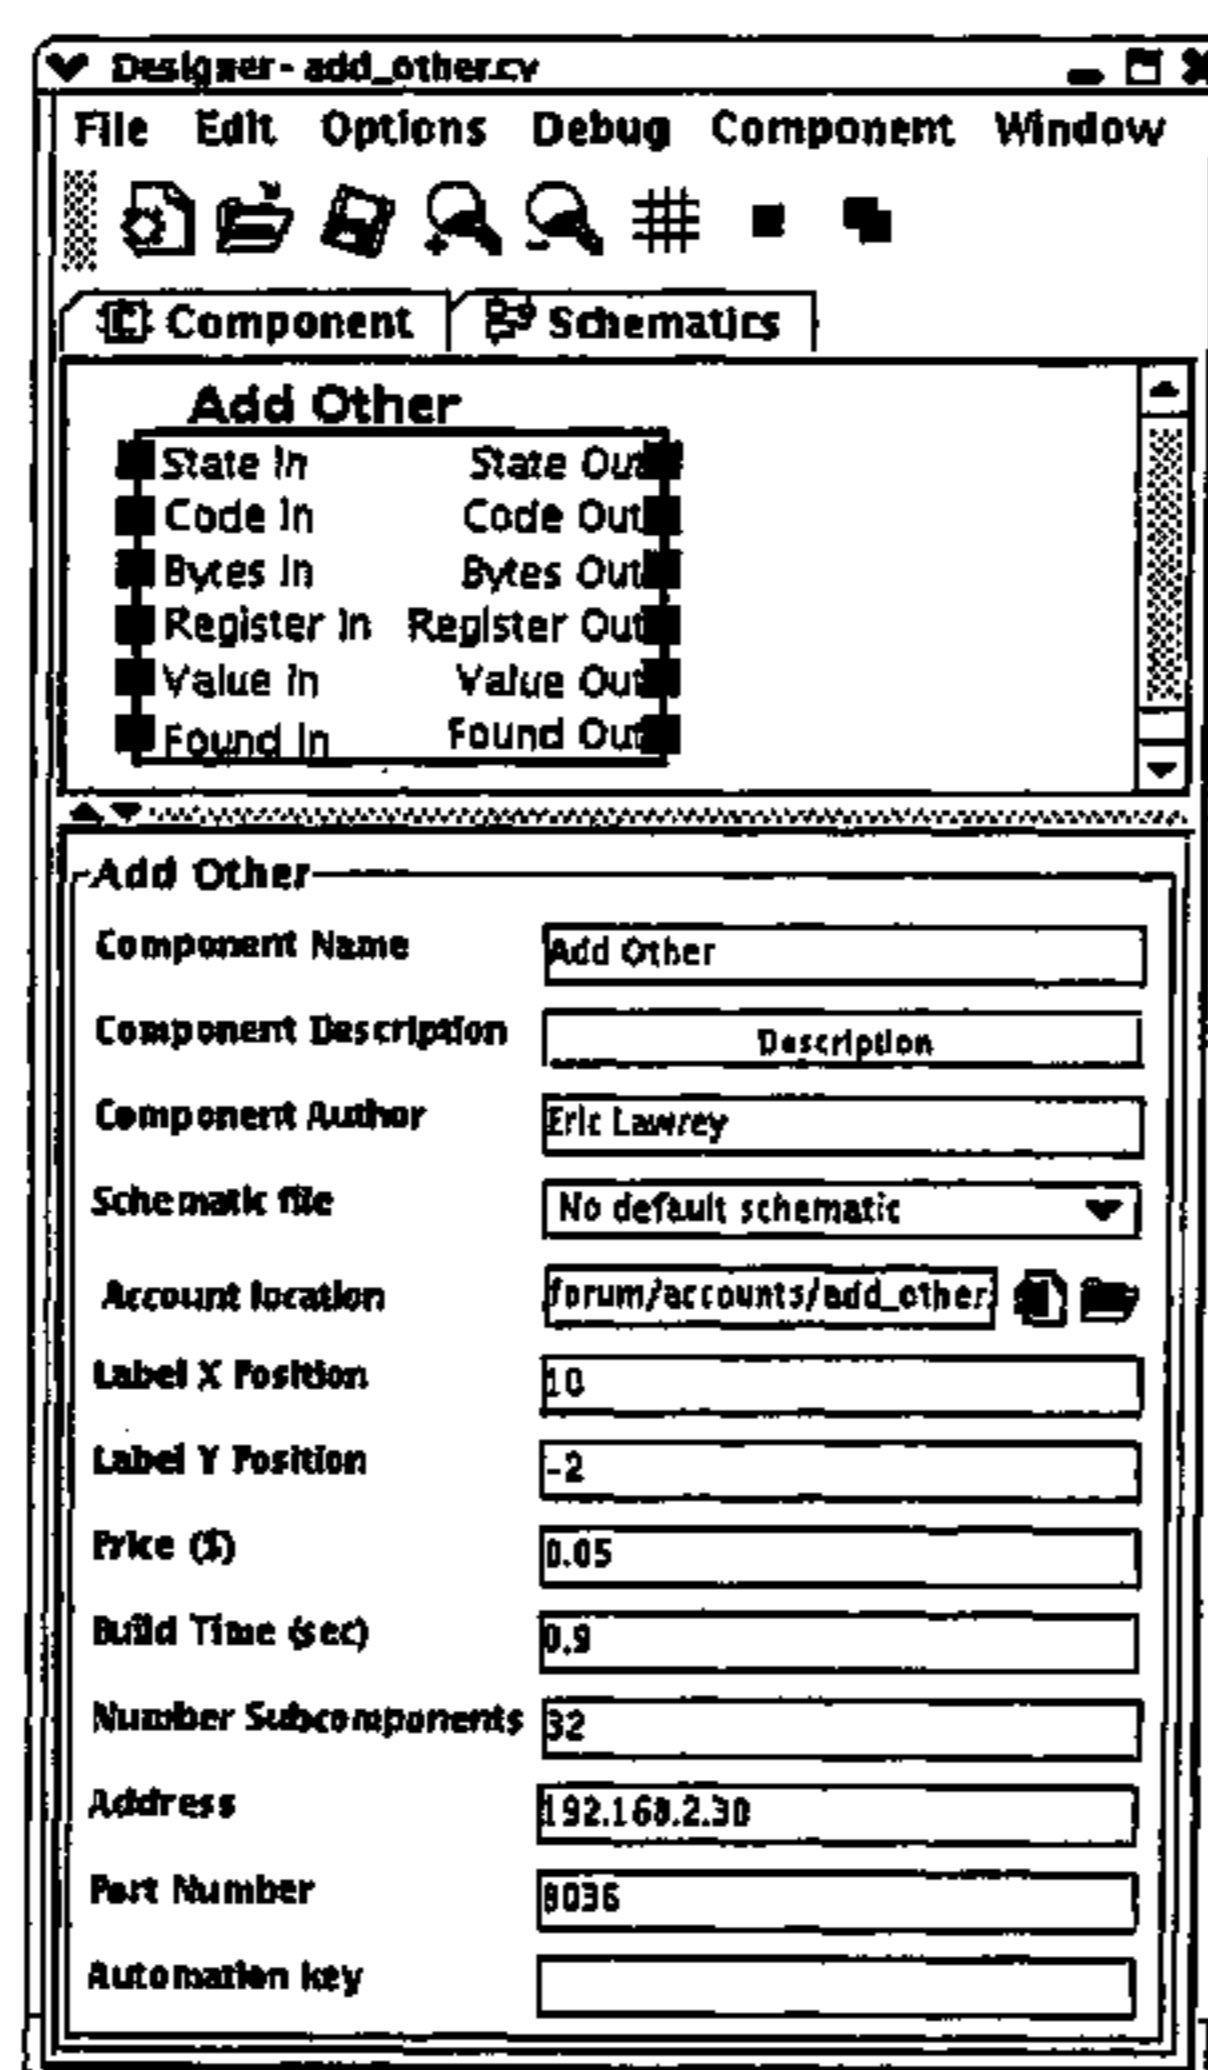 Designer - add_other.cv
File Edit Options Debug Component Window
Component Schematics
Add Other
State In State Out
Code In Code Out
Bytes In Bytes Out
Register In Register Out
Value In Value Out
Found In Found Out
Add Other
Component Name Add Other
Component Description Description
Component Author Eric Lawrey
Schematic file No default schematic
Account location forum/accounts/add_other
Label X Position 10
Label Y Position -2
Price ($) 0.05
Build Time (sec) 0.9
Number Subcomponents 32
Address 192.168.2.30
Port Number 8036
Automation key